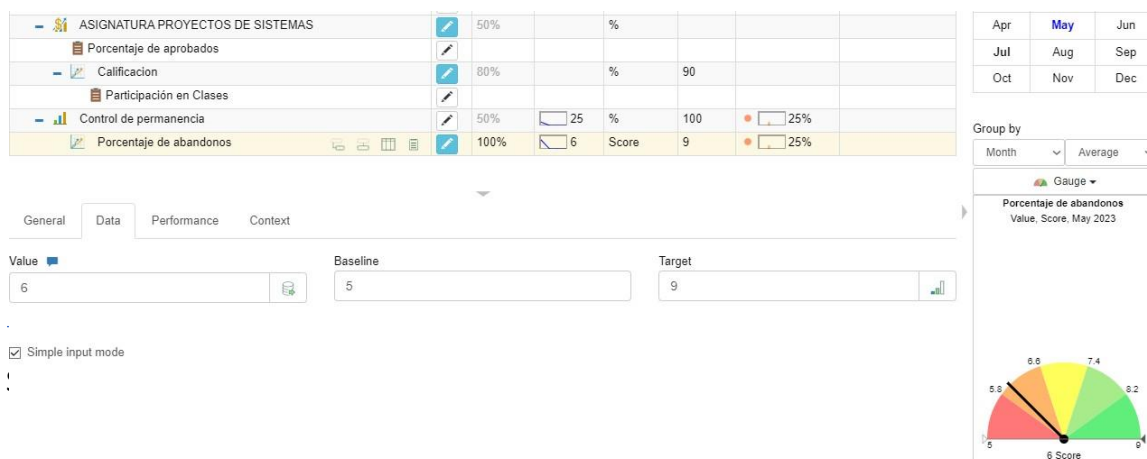 ASIGNATURA PROYECTOS DE SISTEMAS 50% %
Porcentaje de aprobados
Calificacion 80% % 90
Participación en Clases
Control de permanencia 50% 25 % 100 25%
Porcentaje de abandonos 100% 6 Score 9 25%
General Data Performance Context
Value Baseline Target
6 5 9
Simple input mode
Apr May Jun
Jul Aug Sep
Oct Nov Dec
Group by
Month Average
Gauge
Porcentaje de abandonos
Value, Score, May 2023
6.6 7.4
5.8 8.2
5 9
6 Score